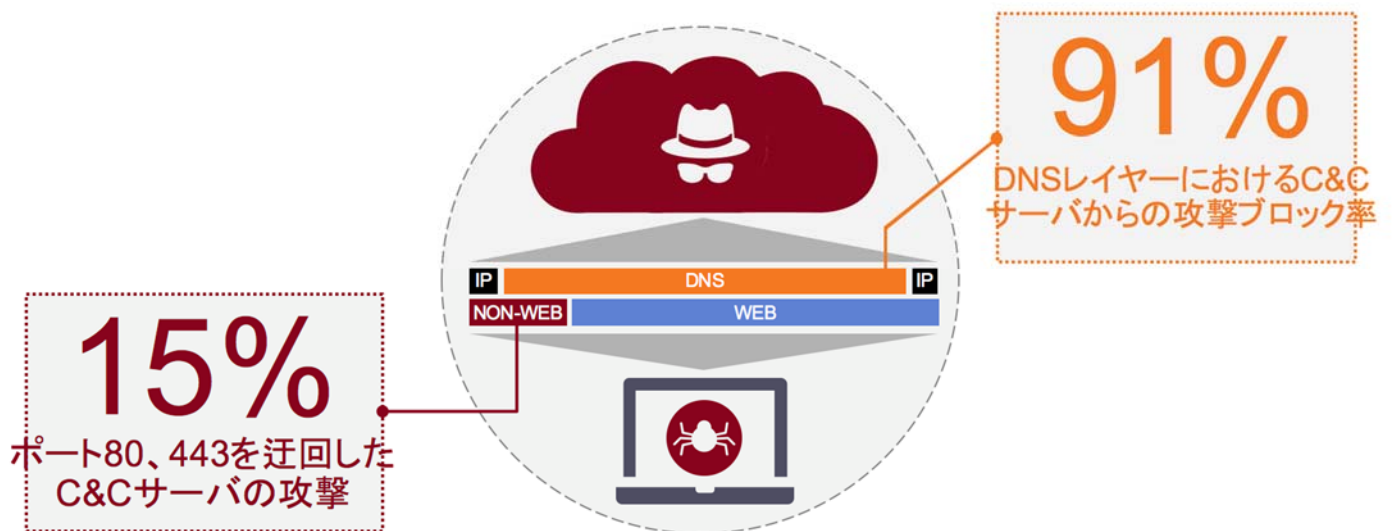 91%
DNSレイヤーにおけるC&C
サーバからの攻撃ブロック率
IP
DNS
IP
NON-WEB
WEB
15%
ポート80、443を迂回した
C&Cサーバの攻撃